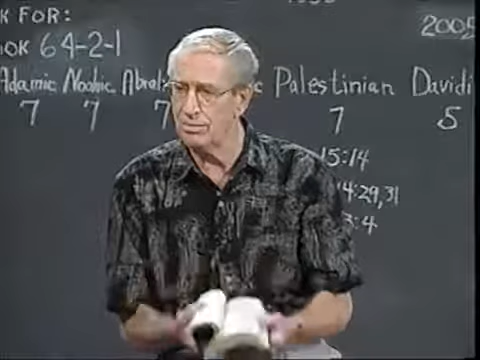 K FOR:
2005
OOK 64-2-1
Adamic Noahic Abra c Palestinian Davidi
7 7 7 7 5
15:14
4:29,31
3:4